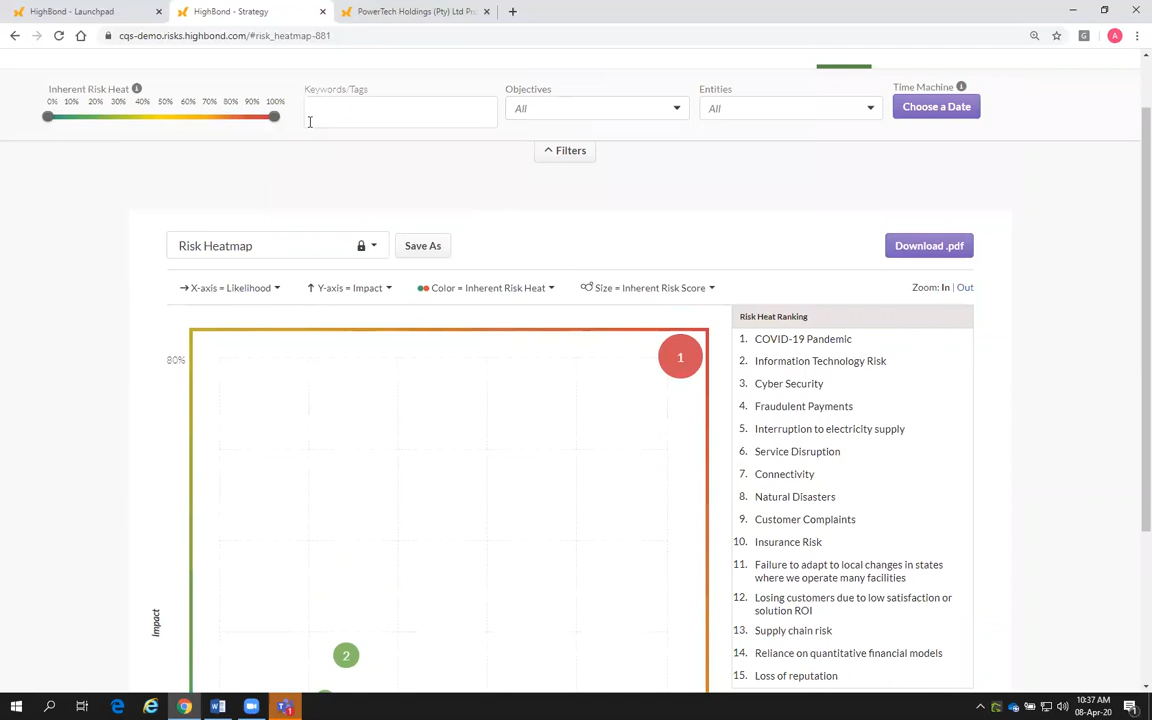 HighBond - Launchpad
HighBond - Strategy
PowerTech Holdings (Pty) Ltd Pr
cqs-demo.risks.highbond.com/#risk_heatmap-881
G
A
Inherent Risk Heat
Keywords/Tags
Objectives
Entities
Time Machine
0% 10% 20% 30% 40% 50% 60% 70% 80% 90% 100%
All
All
Choose a Date
Filters
Risk Heatmap
Save As
Download .pdf
X-axis = Likelihood
Y-axis = Impact
Color = Inherent Risk Heat
Size = Inherent Risk Score
Zoom: In | Out
Risk Heat Ranking
1. COVID-19 Pandemic
2. Information Technology Risk
3. Cyber Security
4. Fraudulent Payments
5. Interruption to electricity supply
6. Service Disruption
7. Connectivity
8. Natural Disasters
9. Customer Complaints
10. Insurance Risk
11. Failure to adapt to local changes in states
where we operate many facilities
12. Losing customers due to low satisfaction or
solution ROI
13. Supply chain risk
14. Reliance on quantitative financial models
15. Loss of reputation
80%
1
Impact
2
10:37 AM
08-Apr-20